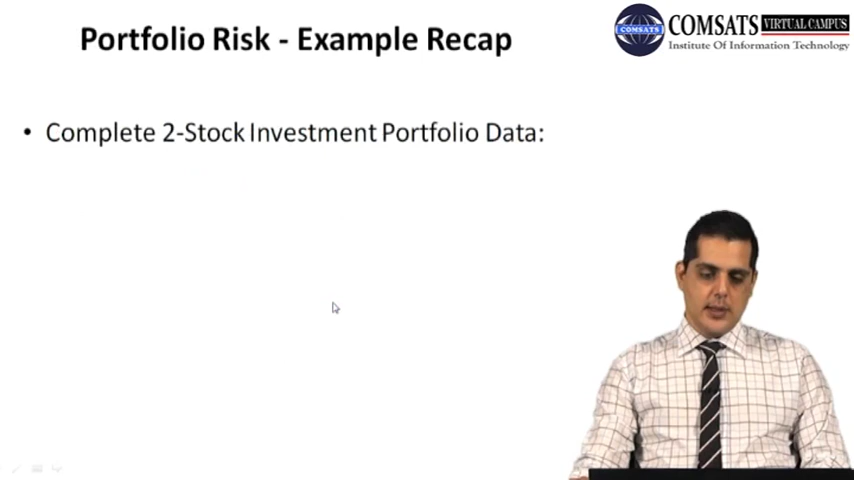 Portfolio Risk - Example Recap
COMSATS
COMSATS VIRTUAL CAMPUS
Institute Of Information Technology
• Complete 2-Stock Investment Portfolio Data: